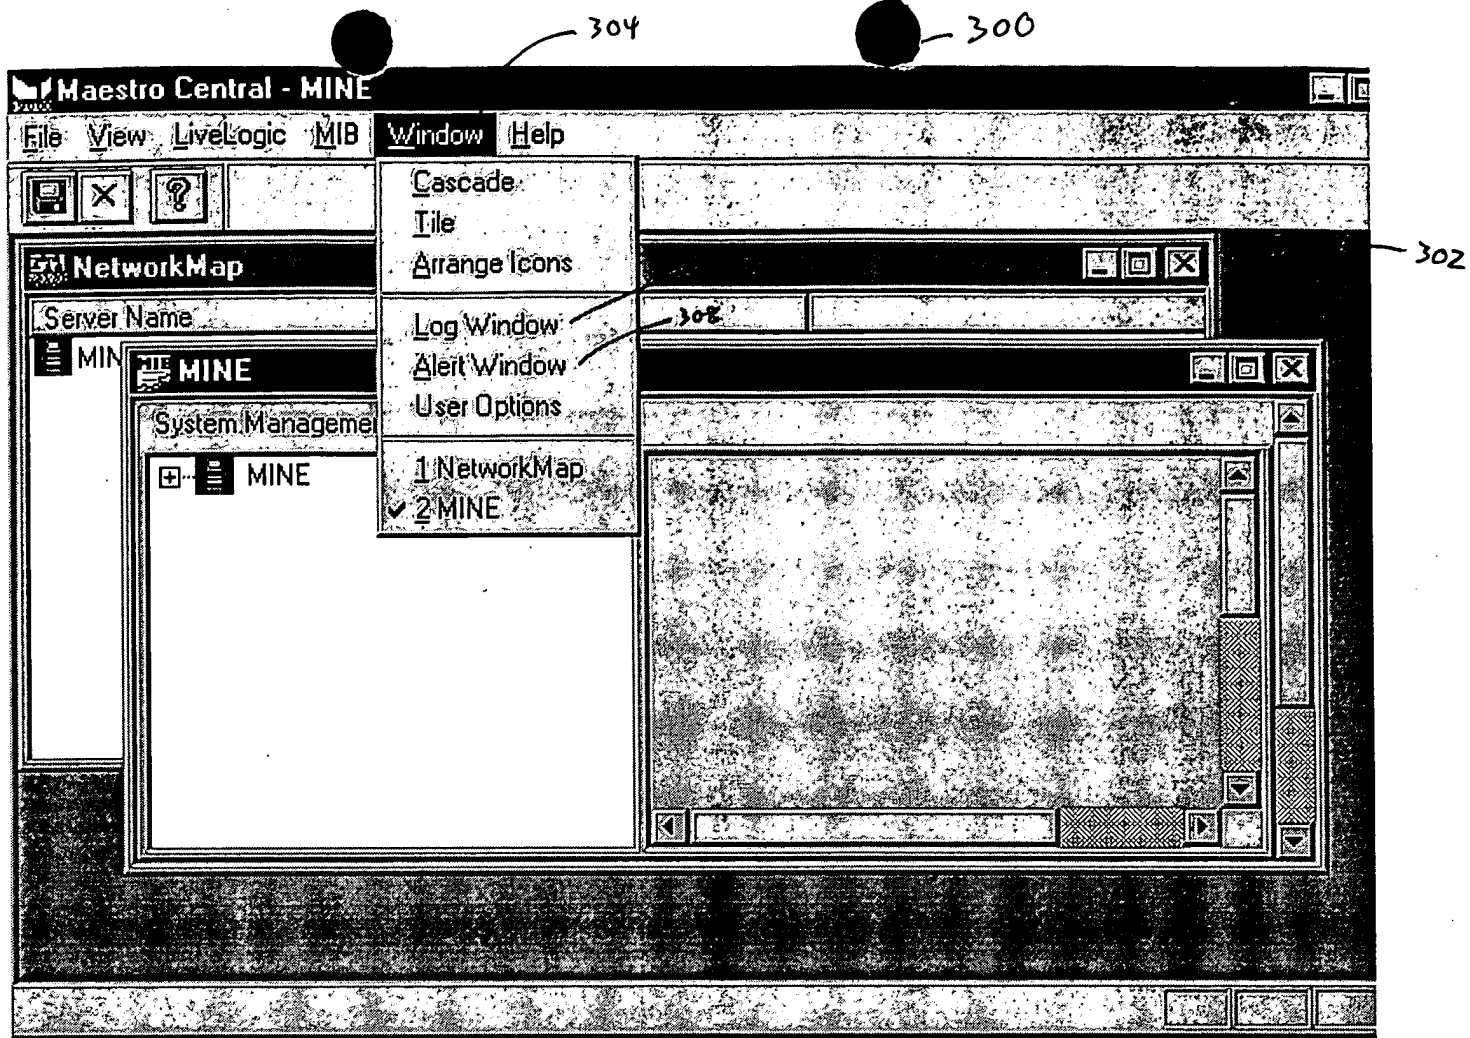 304
300
Maestro Central - MINE
File View LiveLogic MIB Window Help
Cascade
Tile
Arrange Icons
302
NetworkMap
Server Name
Log Window
308
MIN
Alert Window
MINE
User Options
System Managemer
1 NetworkMap
MINE
2 MINE